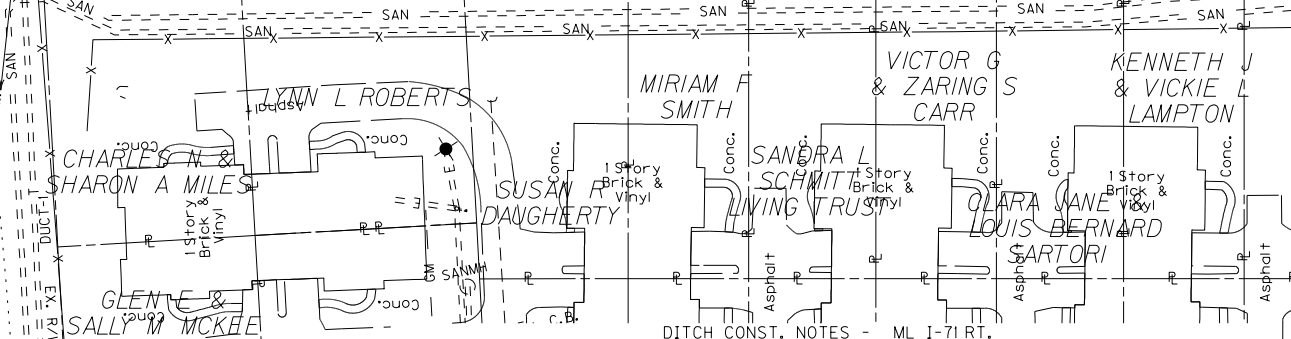 SAN
SAN
SAN
SAN
SAN
SAN
SAN
SAN
LYNN L ROBERTS
Asphalt
MIRIAM F
SMITH
VICTOR G
& ZARING S
CARR
KENNETH J
& VICKIE L
LAMPTON
Conc.
Conc.
CHARLES N &
SHARON A MILES
1 Story
Brick &
Vinyl
E
E
SUSAN R
DAUGHERTY
Conc.
1 Story
Brick &
Vinyl
Conc.
SANDRA L
SCHMITT
LIVING TRUST
Conc.
1 Story
Brick &
Vinyl
Conc.
CLARA JANE &
LOUIS BERNARD
SARTORI
Conc.
1 Story
Brick &
Vinyl
Conc.
DUCT-T
EX. R/
GLEN E &
SALLY M MCKEE
Conc.
Conc.
GM
SANMH
C.B.
Asphalt
Asphalt
Asphalt
DITCH CONST. NOTES - ML I-71 RT.